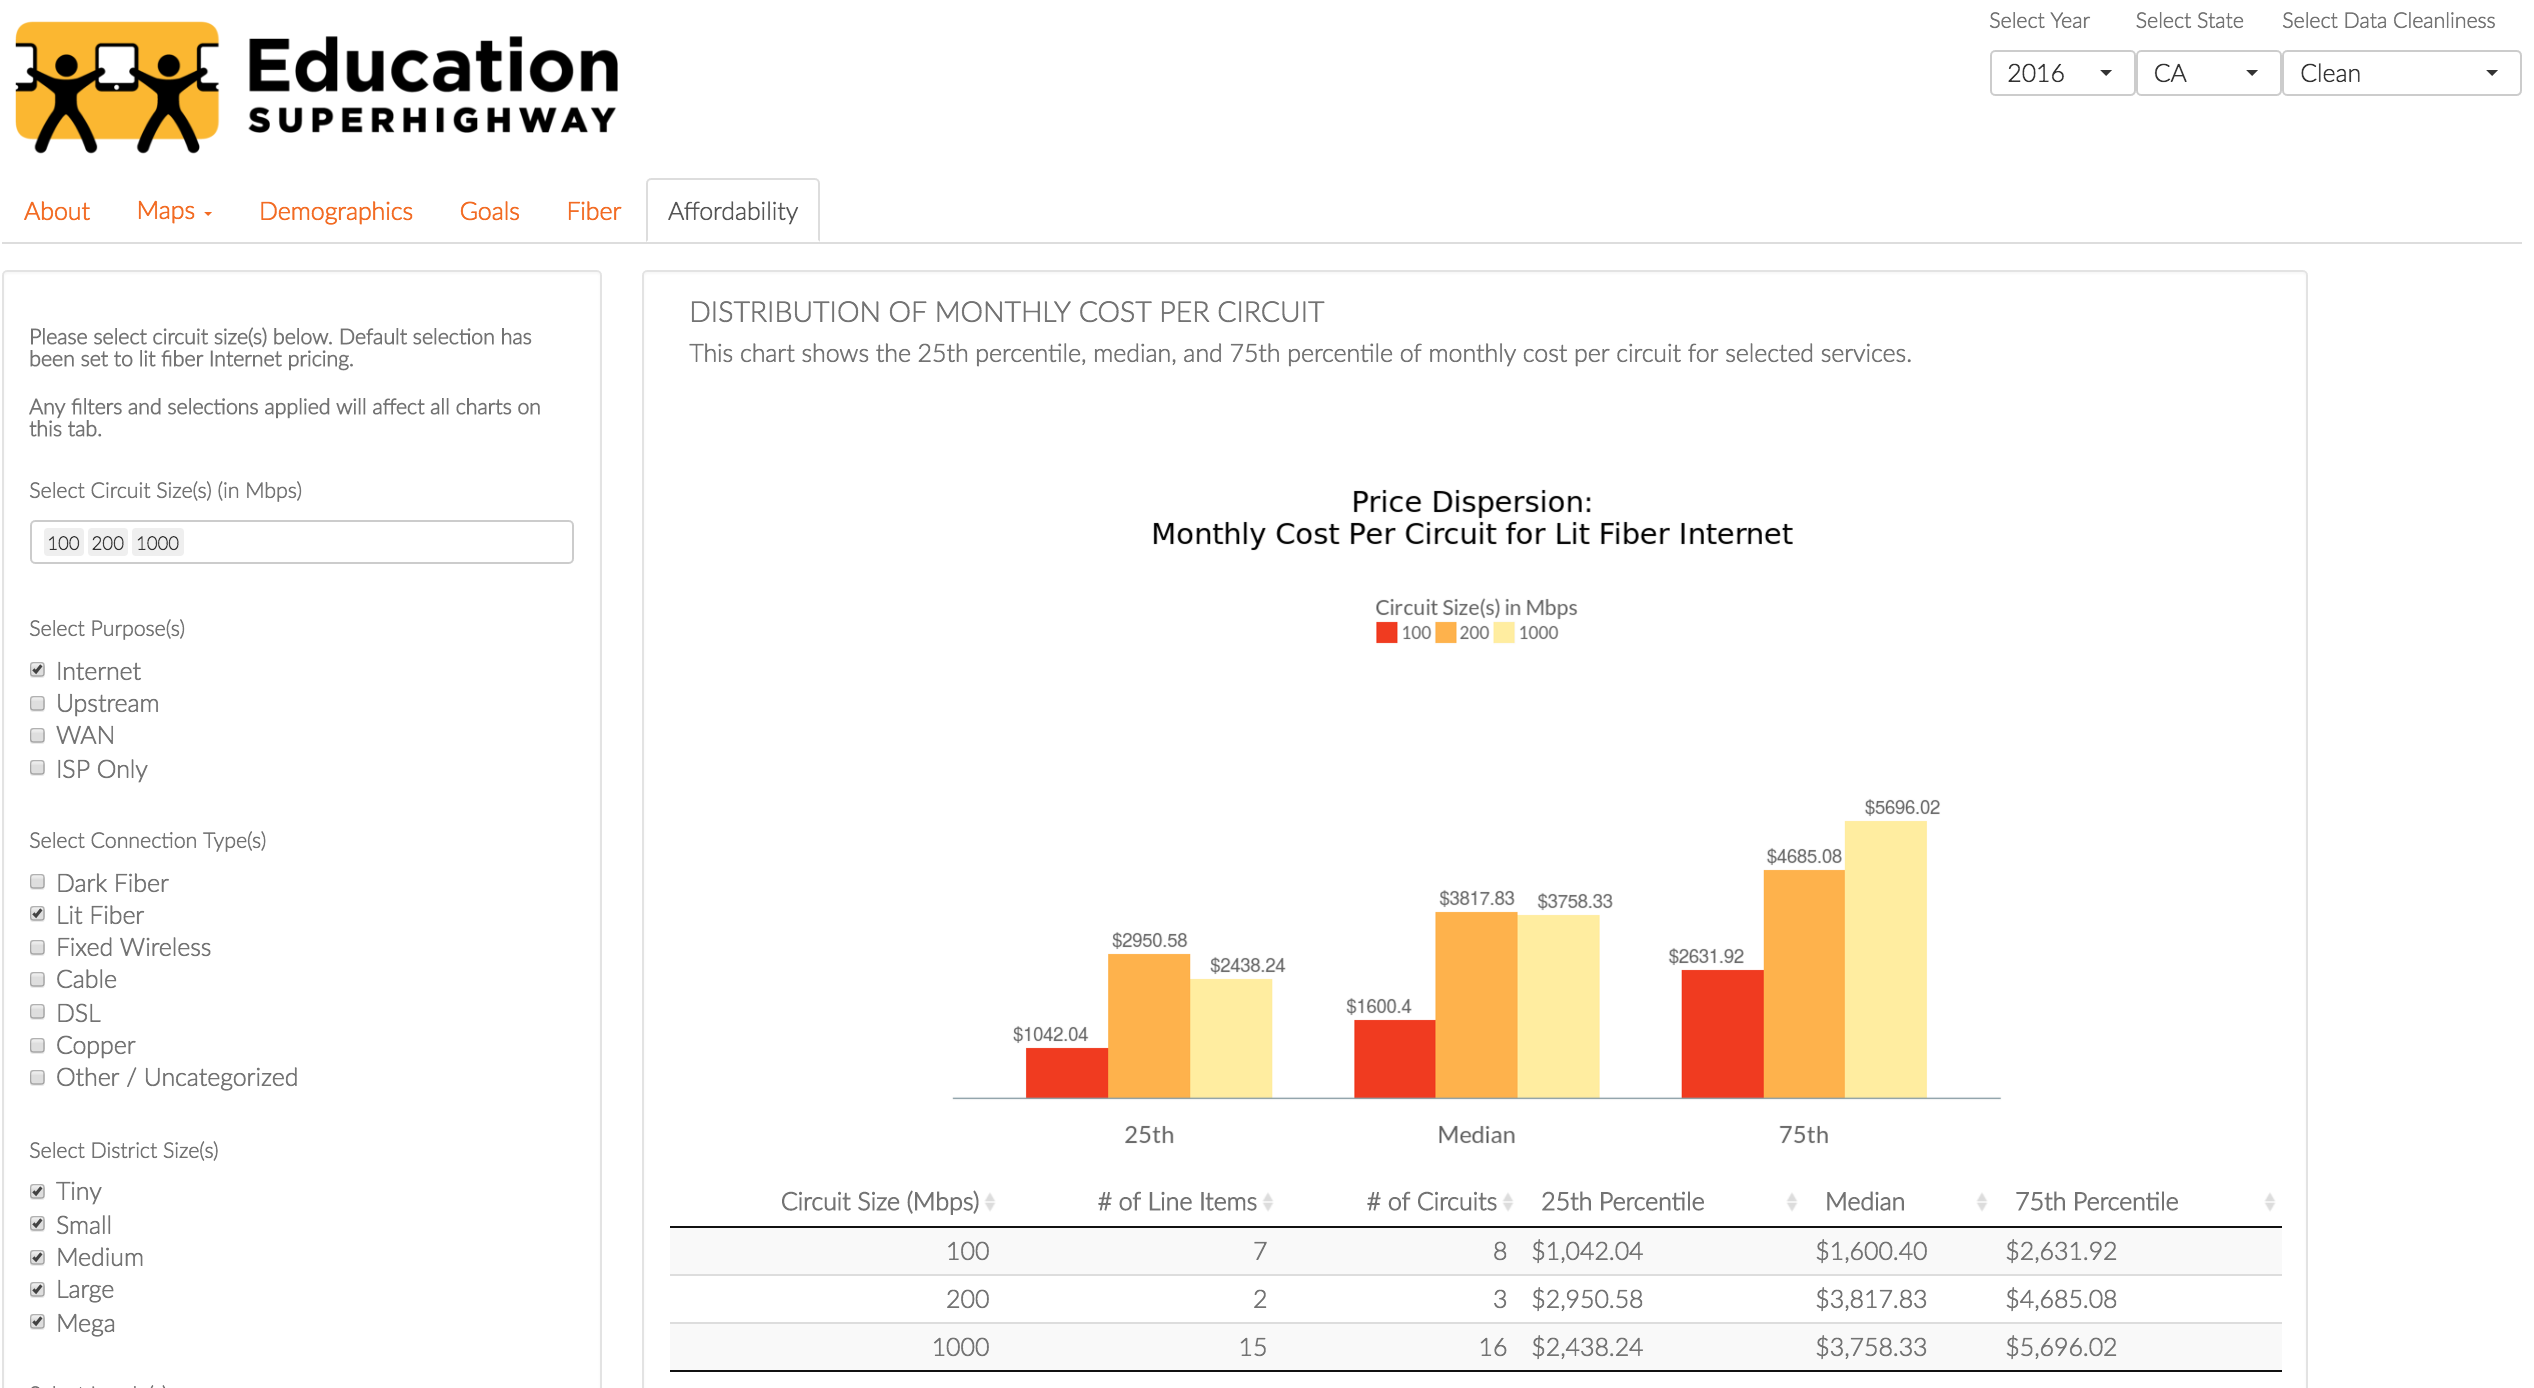 Education
SUPERHIGHWAY
Select Year Select State Select Data Cleanliness
2016 CA Clean
About Maps Demographics Goals Fiber Affordability
Please select circuit size(s) below. Default selection has
been set to lit fiber Internet pricing.
Any filters and selections applied will affect all charts on
this tab.
Select Circuit Size(s) (in Mbps)
100 200 1000
Select Purpose(s)
Internet
Upstream
WAN
ISP Only
Select Connection Type(s)
Dark Fiber
Lit Fiber
Fixed Wireless
Cable
DSL
Copper
Other / Uncategorized
Select District Size(s)
Tiny
Small
Medium
Large
Mega
DISTRIBUTION OF MONTHLY COST PER CIRCUIT
This chart shows the 25th percentile, median, and 75th percentile of monthly cost per circuit for selected services.
Price Dispersion:
Monthly Cost Per Circuit for Lit Fiber Internet
Circuit Size(s) in Mbps
100 200 1000
$1042.04 $2950.58 $2438.24
$1600.4 $3817.83 $3758.33
$2631.92 $4685.08 $5696.02
25th Median 75th
Circuit Size (Mbps) # of Line Items # of Circuits 25th Percentile Median 75th Percentile
100 7 8 $1,042.04 $1,600.40 $2,631.92
200 2 3 $2,950.58 $3,817.83 $4,685.08
1000 15 16 $2,438.24 $3,758.33 $5,696.02